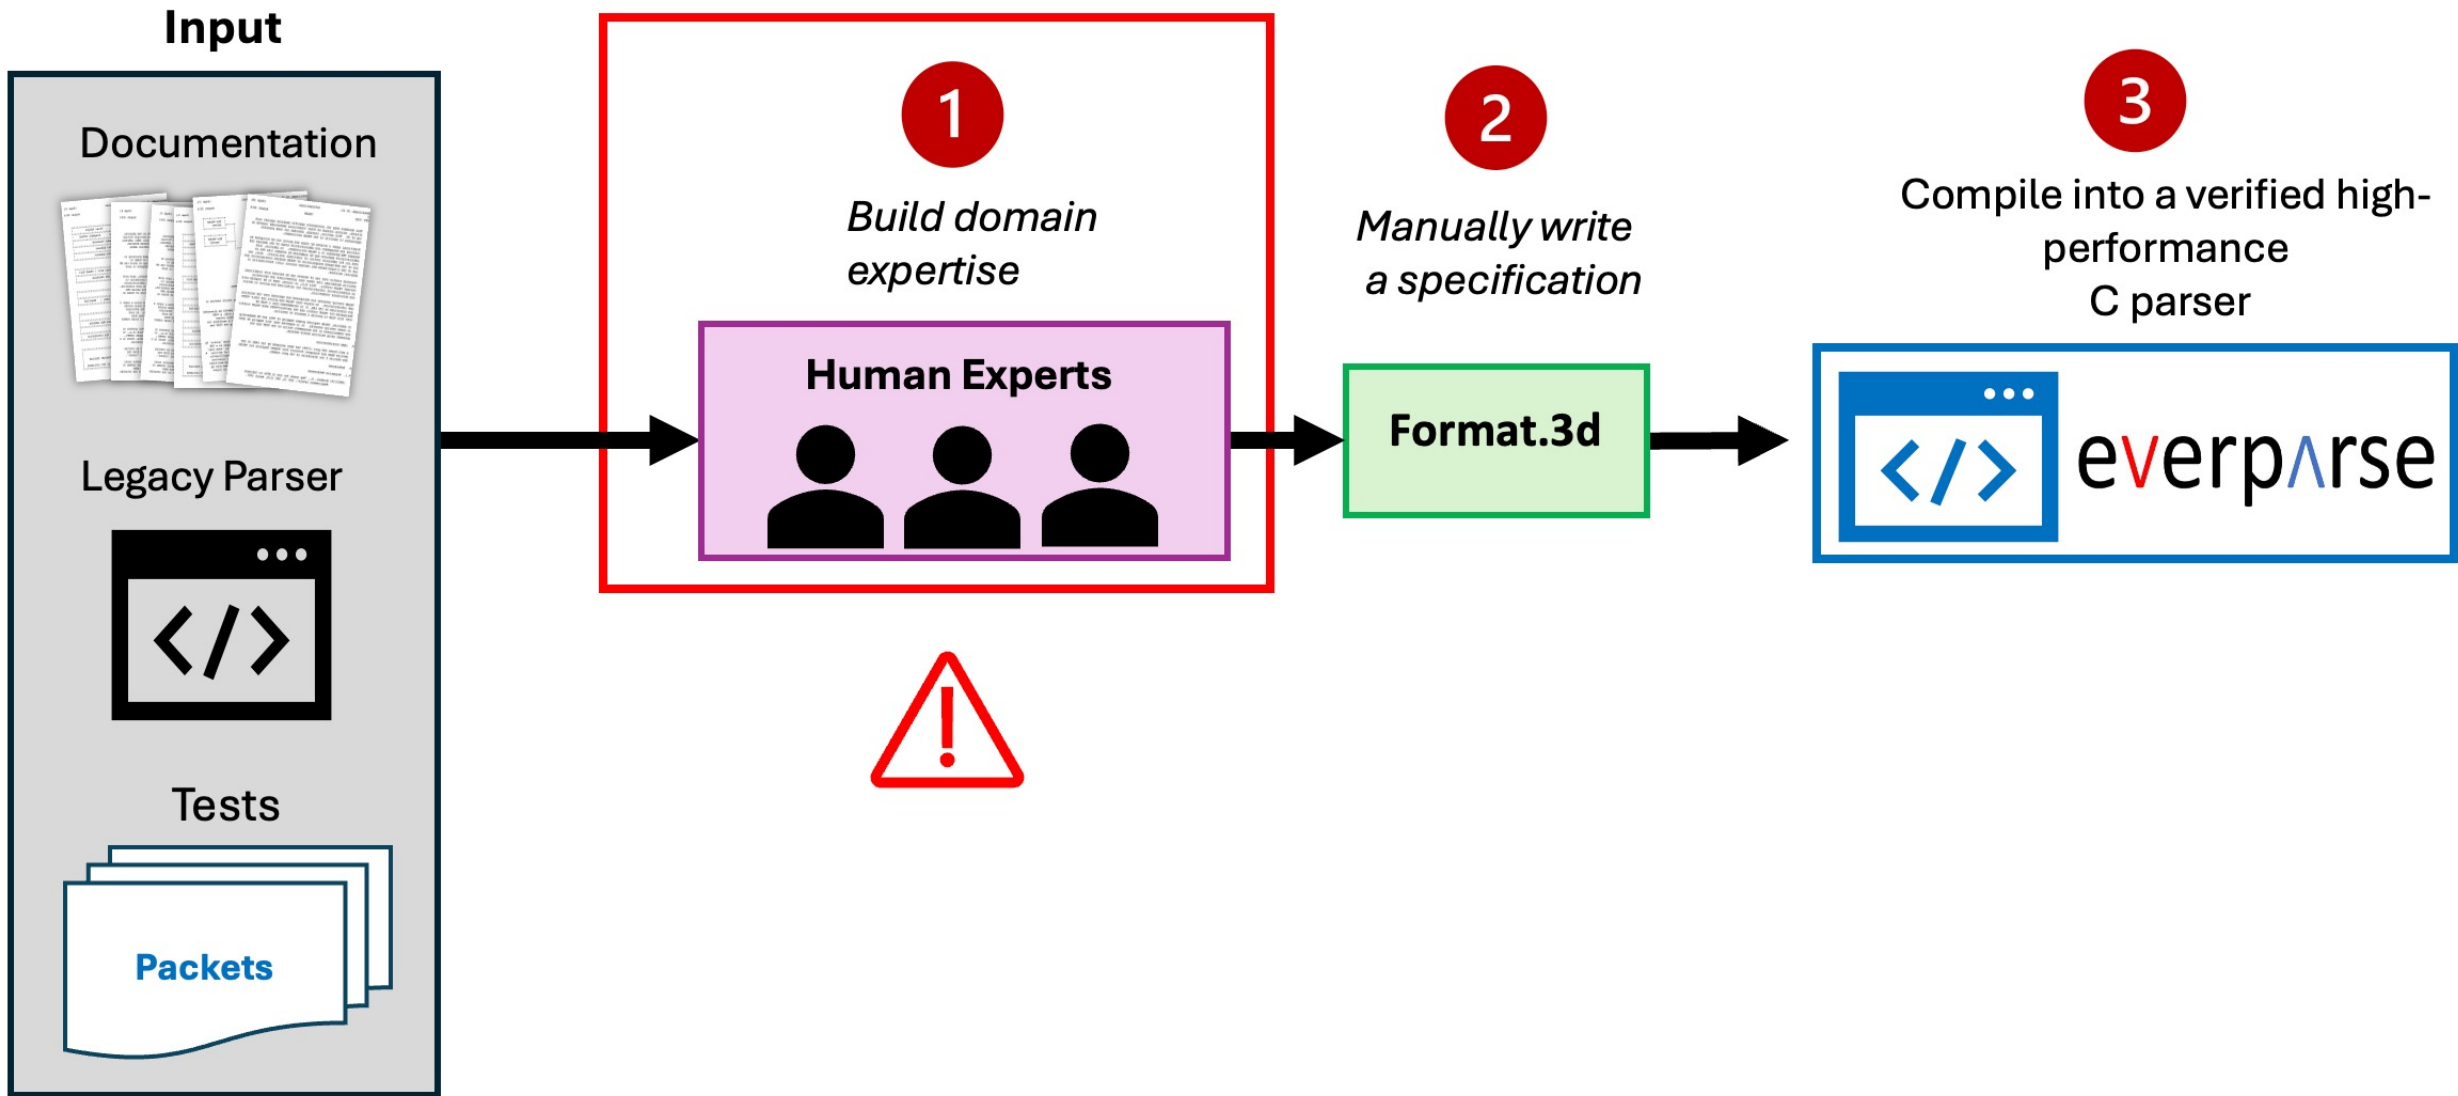 Input
Documentation
Legacy Parser
</>
Tests
Packets
1
Build domain
expertise
Human Experts
2
Manually write
a specification
Format.3d
3
Compile into a verified high-
performance
C parser
</>
everparse